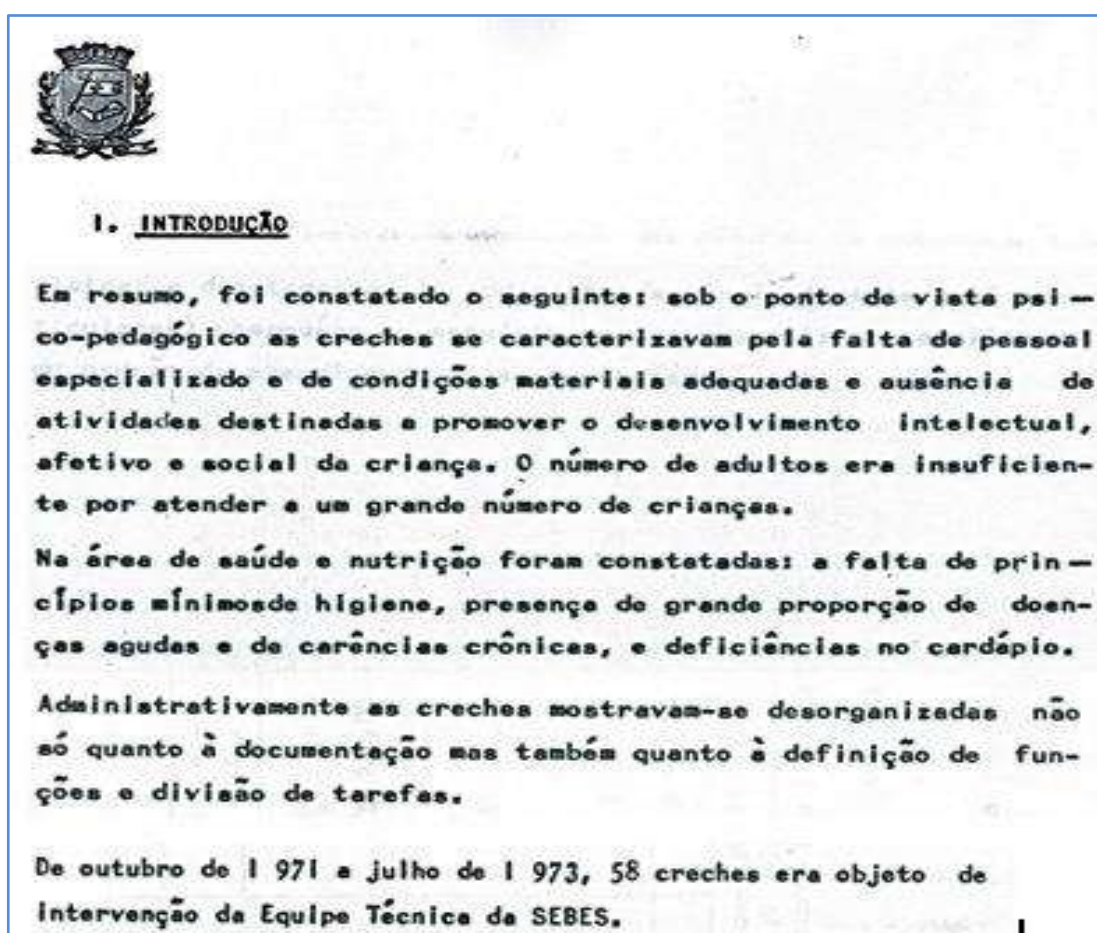 I. INTRODUÇÃO
Em resumo, foi constatado o seguinte: sob o ponto de vista psi—
co-pedagógico as creches se caracterizavam pela falta de pessoal
especializado e de condições materiais adequadas e ausência de
atividades destinadas a promover o desenvolvimento intelectual,
afetivo e social da criança. O número de adultos era insuficien-
te por atender a um grande número de crianças.
Na área de saúde e nutrição foram constatadas: a falta de prin—
cípios mínimosde higiene, presença de grande proporção de doen-
ças agudas e de carências crônicas, e deficiências no cardápio.
Administrativamente as creches mostravam-se desorganizadas não
só quanto à documentação mas também quanto à definição de fun-
ções e divisão de tarefas.
De outubro de I 97I a julho de I 973, 58 creches era objeto de
intervenção da Equipe Técnica da SEBES.